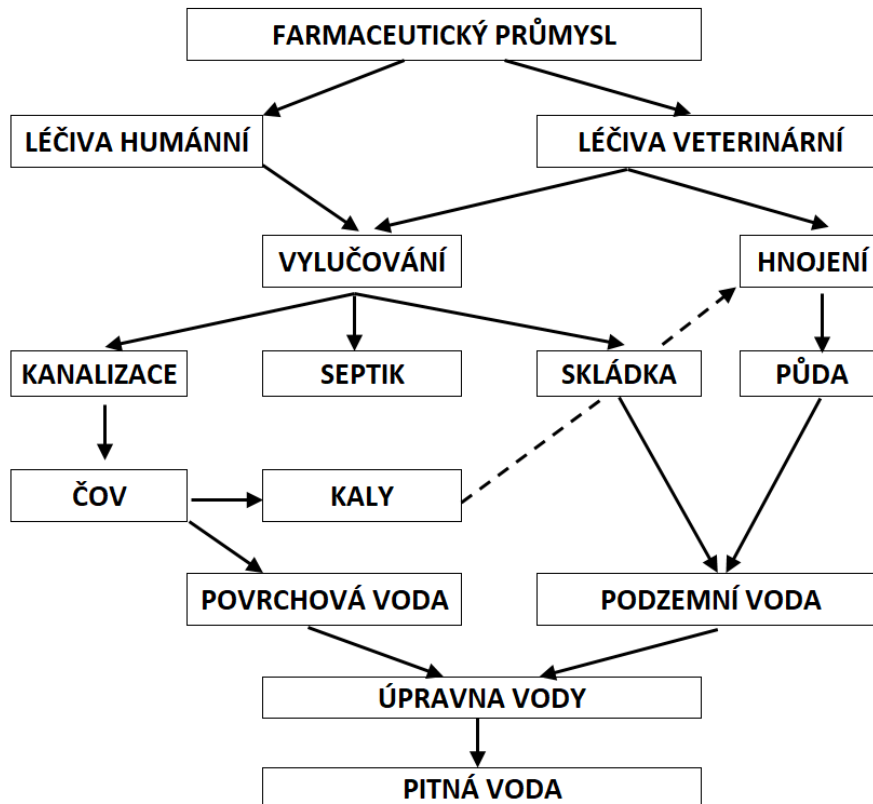 FARMACEUTICKÝ PRŮMYSL
LÉČIVA HUMÁNNÍ
LÉČIVA VETERINÁRNÍ
VYLUČOVÁNÍ
HNOJENÍ
KANALIZACE
SEPTIK
SKLÁDKA
PŮDA
ČOV
KALY
POVRCHOVÁ VODA
PODZEMNÍ VODA
ÚPRAVNA VODY
PITNÁ VODA